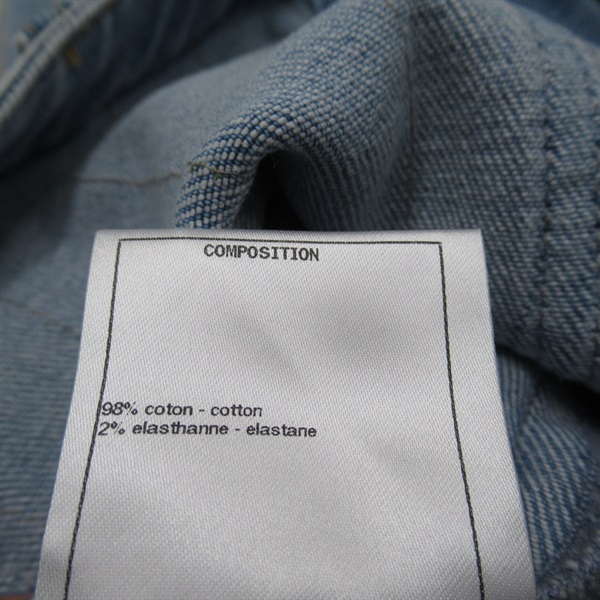 COMPOSITION
98% coton - cotton
2% elasthanne - elastane